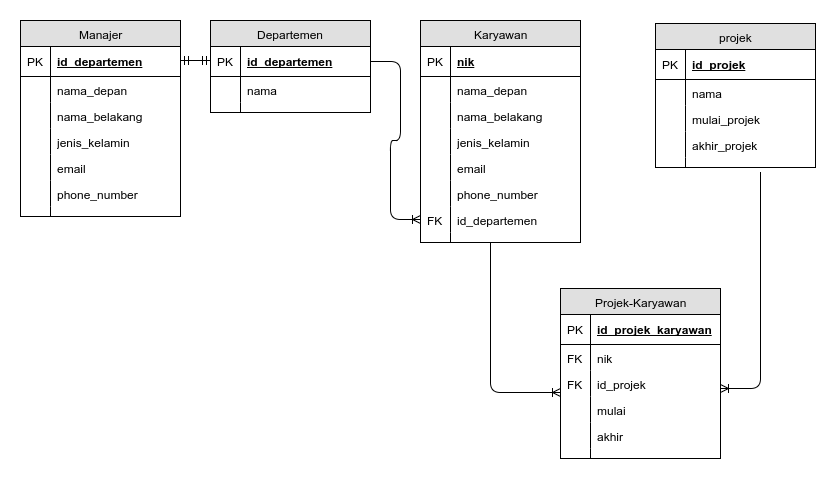 Manajer
PK id_departemen
nama_depan
nama_belakang
jenis_kelamin
email
phone_number
Departemen
PK id_departemen
nama
Karyawan
PK nik
nama_depan
nama_belakang
jenis_kelamin
email
phone_number
FK id_departemen
projek
PK id_projek
nama
mulai_projek
akhir_projek
Projek-Karyawan
PK id_projek_karyawan
FK nik
FK id_projek
mulai
akhir